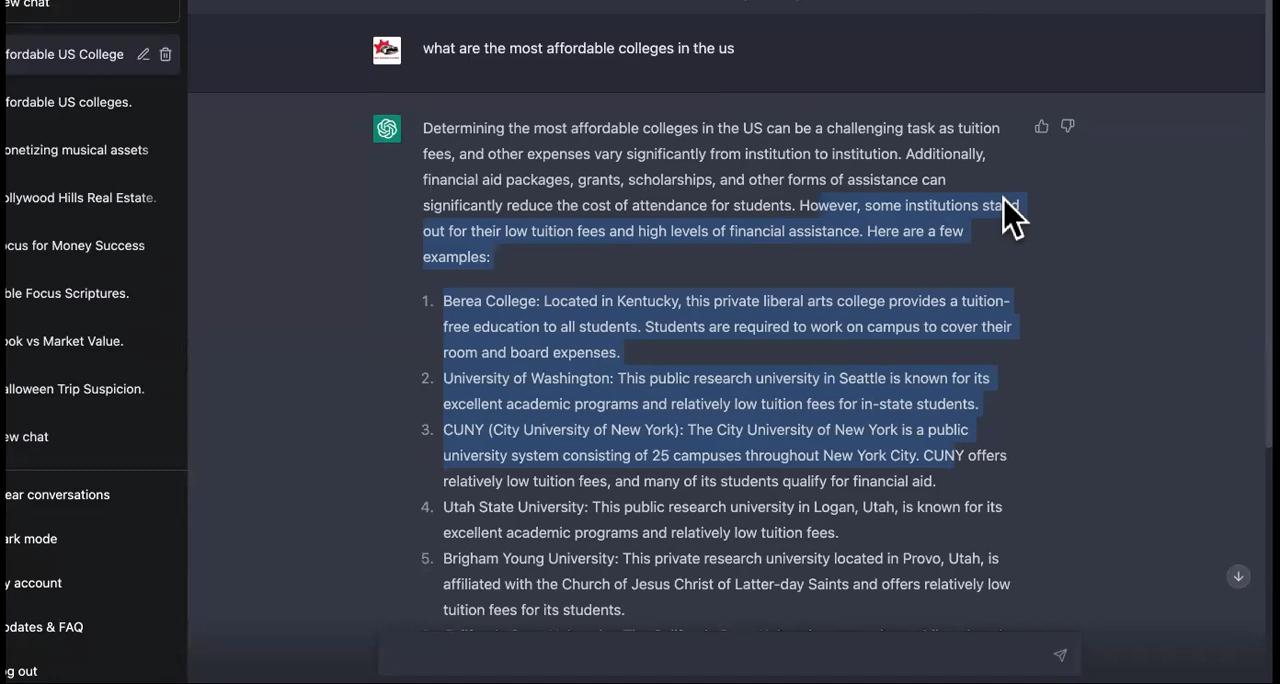 ew chat
fordable US College
fordable US colleges.
onetizing musical assets
ollywood Hills Real Estate.
ocus for Money Success
ble Focus Scriptures.
ook vs Market Value.
alloween Trip Suspicion.
ew chat
ear conversations
ark mode
y account
pdates & FAQ
og out
what are the most affordable colleges in the us
Determining the most affordable colleges in the US can be a challenging task as tuition
fees, and other expenses vary significantly from institution to institution. Additionally,
financial aid packages, grants, scholarships, and other forms of assistance can
significantly reduce the cost of attendance for students. However, some institutions stand
out for their low tuition fees and high levels of financial assistance. Here are a few
examples:
1. Berea College: Located in Kentucky, this private liberal arts college provides a tuition-
free education to all students. Students are required to work on campus to cover their
room and board expenses.
2. University of Washington: This public research university in Seattle is known for its
excellent academic programs and relatively low tuition fees for in-state students.
3. CUNY (City University of New York): The City University of New York is a public
university system consisting of 25 campuses throughout New York City. CUNY offers
relatively low tuition fees, and many of its students qualify for financial aid.
4. Utah State University: This public research university in Logan, Utah, is known for its
excellent academic programs and relatively low tuition fees.
5. Brigham Young University: This private research university located in Provo, Utah, is
affiliated with the Church of Jesus Christ of Latter-day Saints and offers relatively low
tuition fees for its students.